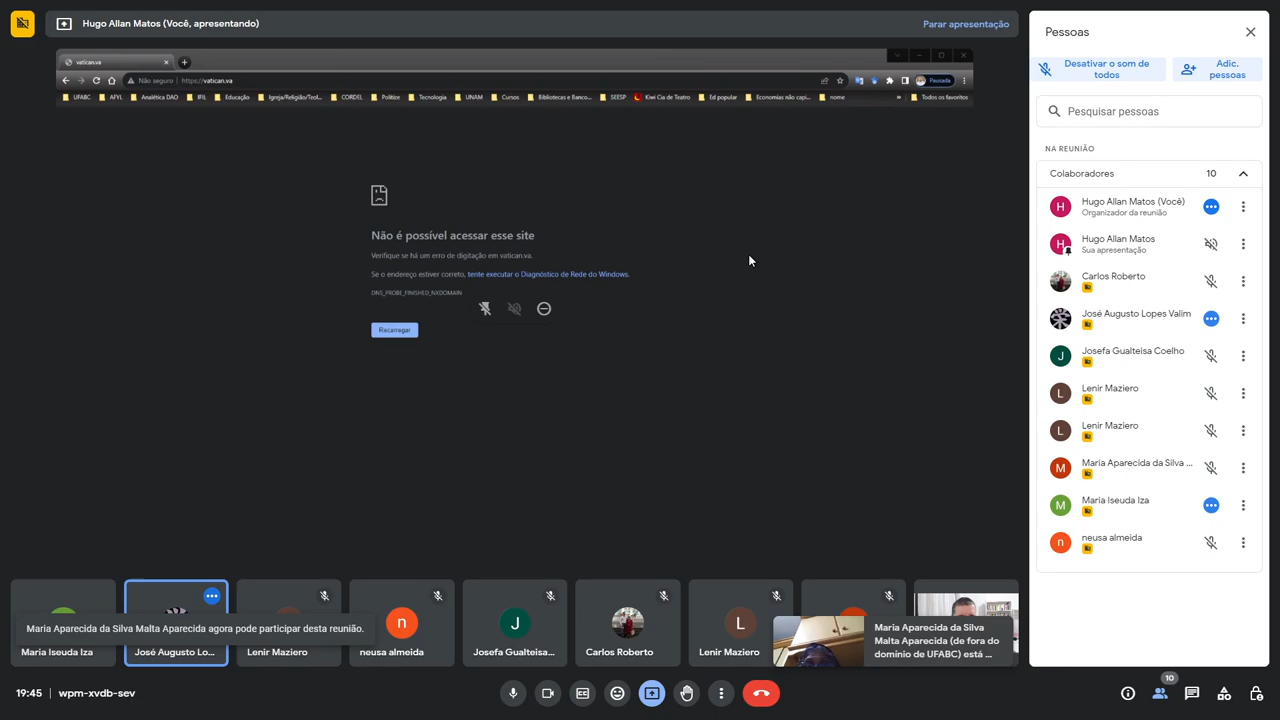 Hugo Allan Matos (Você, apresentando)
Parar apresentação
vatican.va
Não seguro
https://vatican.va
Pausada
UFABC
AFYL
Analética DAO
IFIL
Educação
Igreja/Religião/Teol...
CORDEL
Politize
Tecnologia
UNAM
Cursos
Bibliotecas e Banco...
SEESP
Kiwi Cia de Teatro
Ed popular
Economias não capi...
nome
»
Todos os favoritos
Não é possível acessar esse site
Verifique se há um erro de digitação em vatican.va.
Se o endereço estiver correto, tente executar o Diagnóstico de Rede do Windows.
DNS_PROBE_FINISHED_NXDOMAIN
Recarregar
Pessoas
Desativar o som de
todos
Adic.
pessoas
Pesquisar pessoas
NA REUNIÃO
Colaboradores 10
H
Hugo Allan Matos (Você)
Organizador da reunião
H
Hugo Allan Matos
Sua apresentação
Carlos Roberto
José Augusto Lopes Valim
J
Josefa Gualteisa Coelho
L
Lenir Maziero
L
Lenir Maziero
M
Maria Aparecida da Silva ...
M
Maria Iseuda Iza
n
neusa almeida
Maria Aparecida da Silva Malta Aparecida agora pode participar desta reunião.
Maria Iseuda Iza
José Augusto Lo...
Lenir Maziero
n
neusa almeida
J
Josefa Gualteisa...
Carlos Roberto
L
Lenir Maziero
Maria Aparecida da Silva
Malta Aparecida (de fora do
domínio de UFABC) está ...
19:45 | wpm-xvdb-sev
10